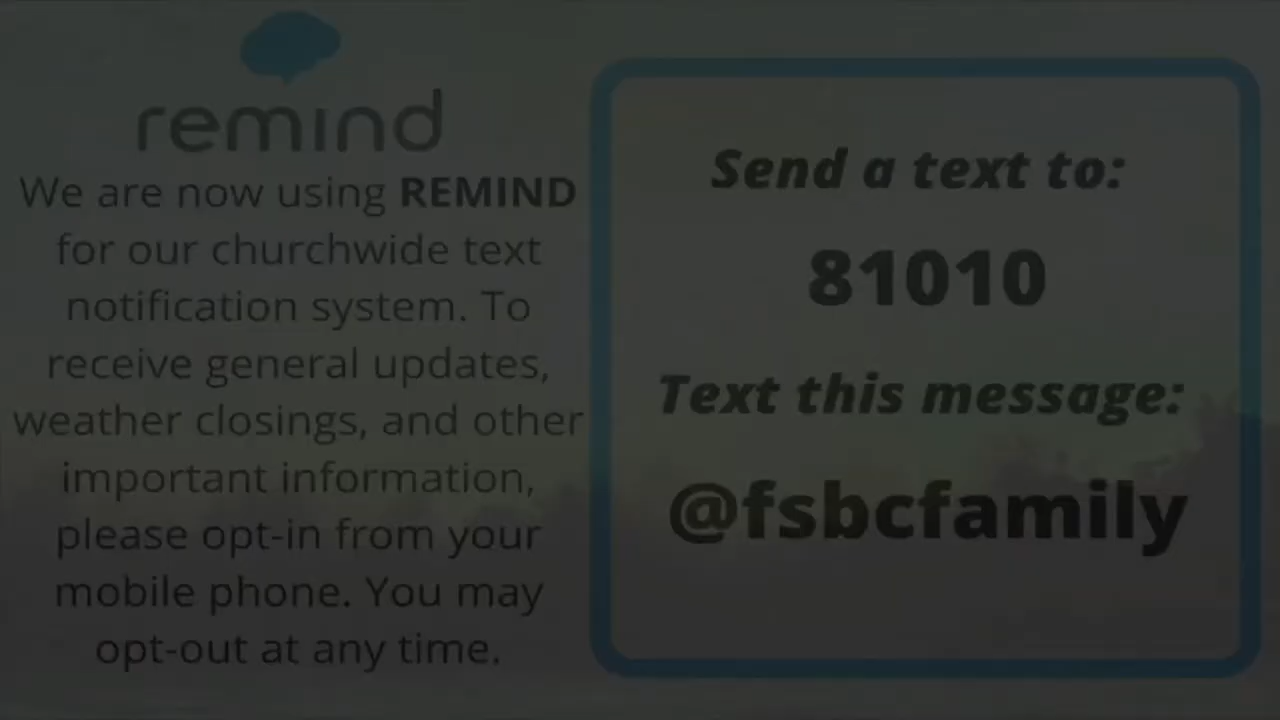 remind
We are now using REMIND
for our churchwide text
notification system. To
receive general updates,
weather closings, and other
important information,
please opt-in from your
mobile phone. You may
opt-out at any time.
Send a text to:
81010
Text this message:
@fsbcfamily